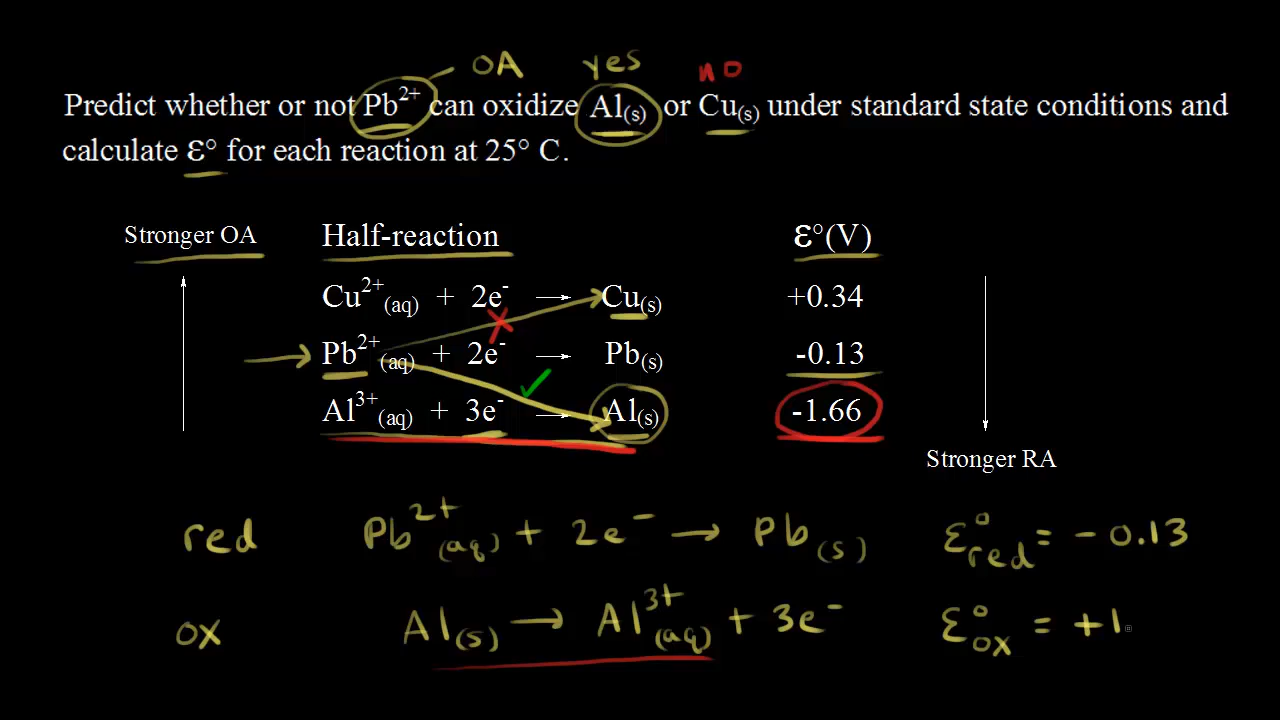 OA yes no
Predict whether or not Pb²⁺ can oxidize Al(s) or Cu(s) under standard state conditions and
calculate ℇ° for each reaction at 25° C.
Stronger OA Half-reaction ℇ°(V)
Cu²⁺(aq) + 2e⁻ → Cu(s) +0.34
Pb²⁺(aq) + 2e⁻ → Pb(s) -0.13
Al³⁺(aq) + 3e⁻ → Al(s) -1.66
Stronger RA
red Pb²⁺(aq) + 2e⁻ → Pb(s) ℇ°red = -0.13
ox Al(s) → Al³⁺(aq) + 3e⁻ ℇ°ox = +1